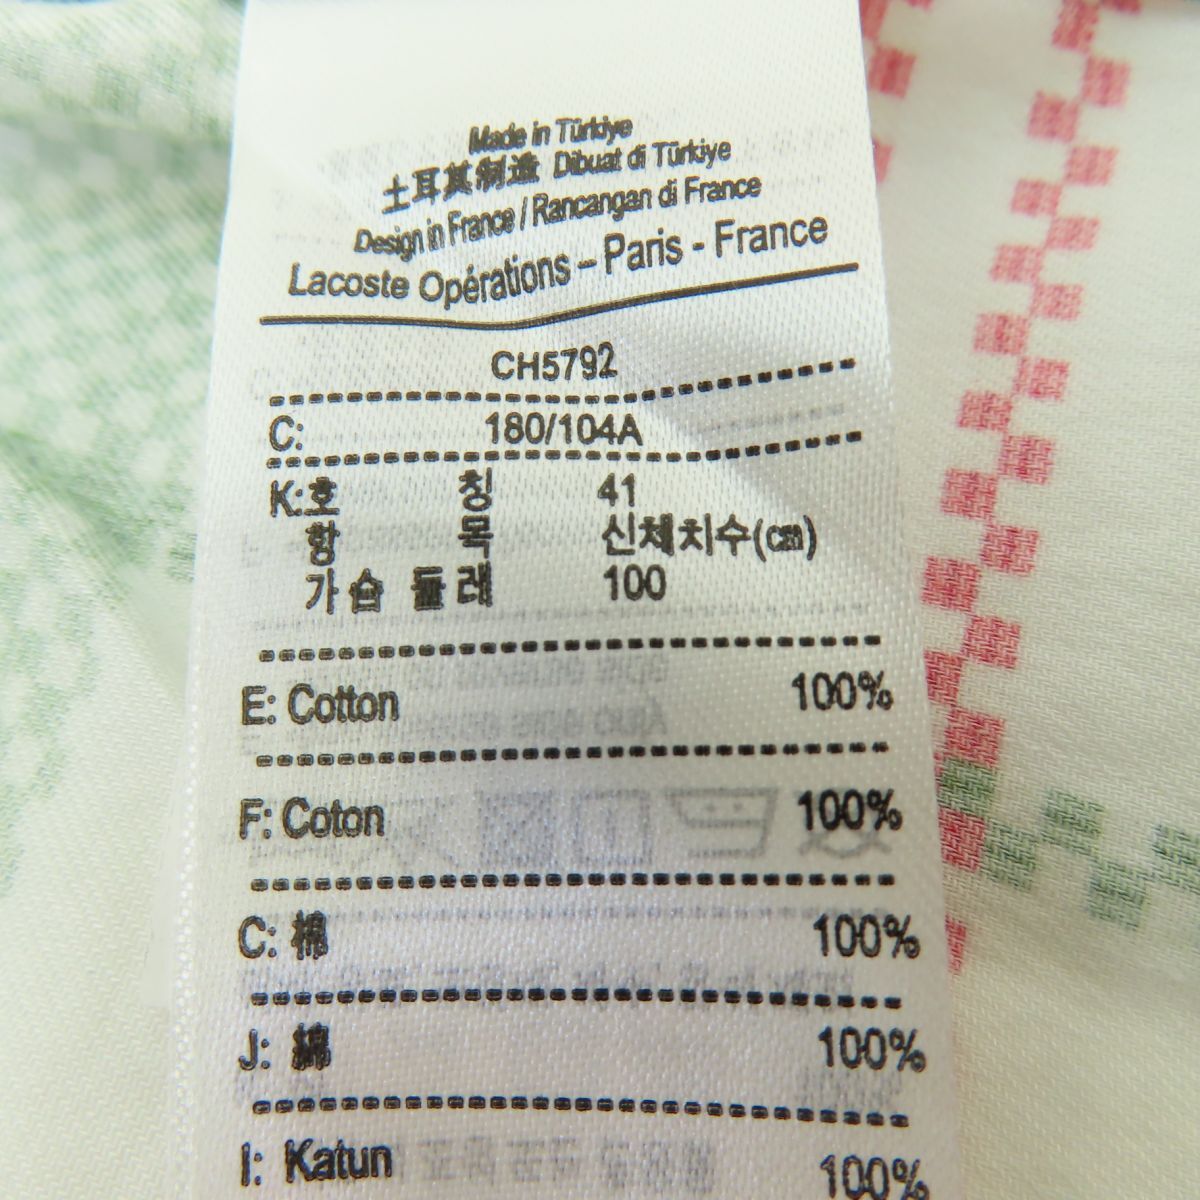 Made in Türkiye
土耳其制造 Dibuat di Türkiye
Design in France / Rancangan di France
Lacoste Opérations – Paris - France
CH5792
C: 180/104A
K: 호 칭 41
항 목 신체치수(㎝)
가슴 둘레 100
E: Cotton 100%
F: Coton 100%
C: 棉 100%
J: 綿 100%
I: Katun 100%